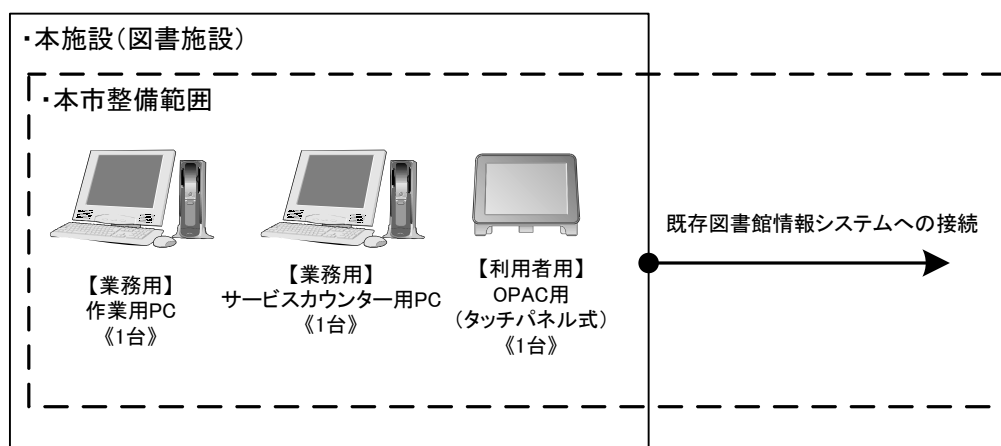 ・本施設（図書施設）
・本市整備範囲
【業務用】
作業用PC
《1台》
【業務用】
サービスカウンター用PC
《1台》
【利用者用】
OPAC用
（タッチパネル式）
《1台》
既存図書館情報システムへの接続